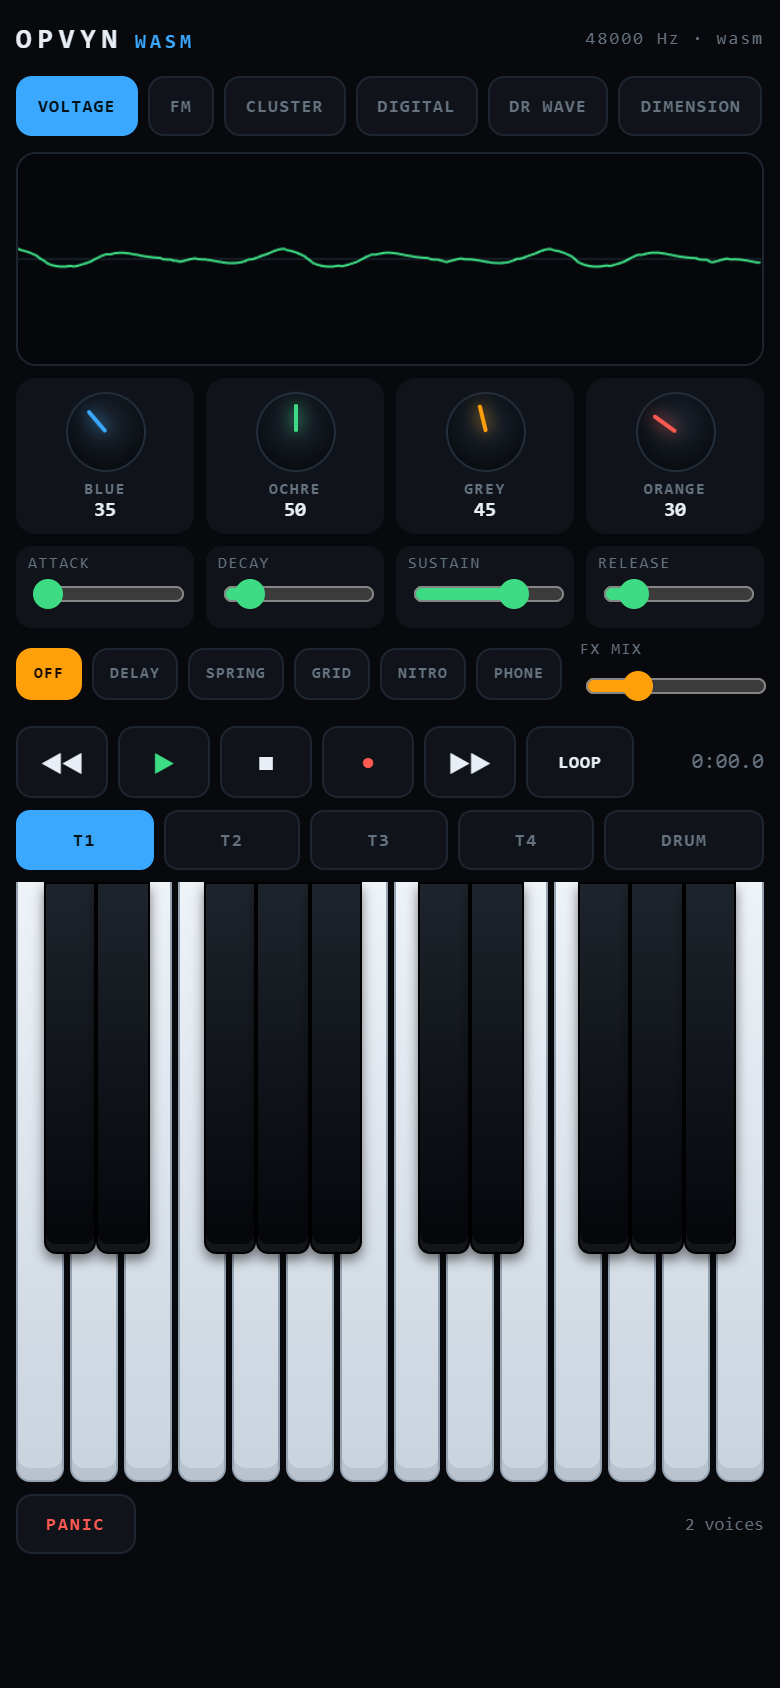 OPVYN WASM 48000 Hz · wasm
VOLTAGE FM CLUSTER DIGITAL DR WAVE DIMENSION
BLUE OCHRE GREY ORANGE
35 50 45 30
ATTACK DECAY SUSTAIN RELEASE
FX MIX
OFF DELAY SPRING GRID NITRO PHONE
LOOP 0:00.0
T1 T2 T3 T4 DRUM
PANIC 2 voices